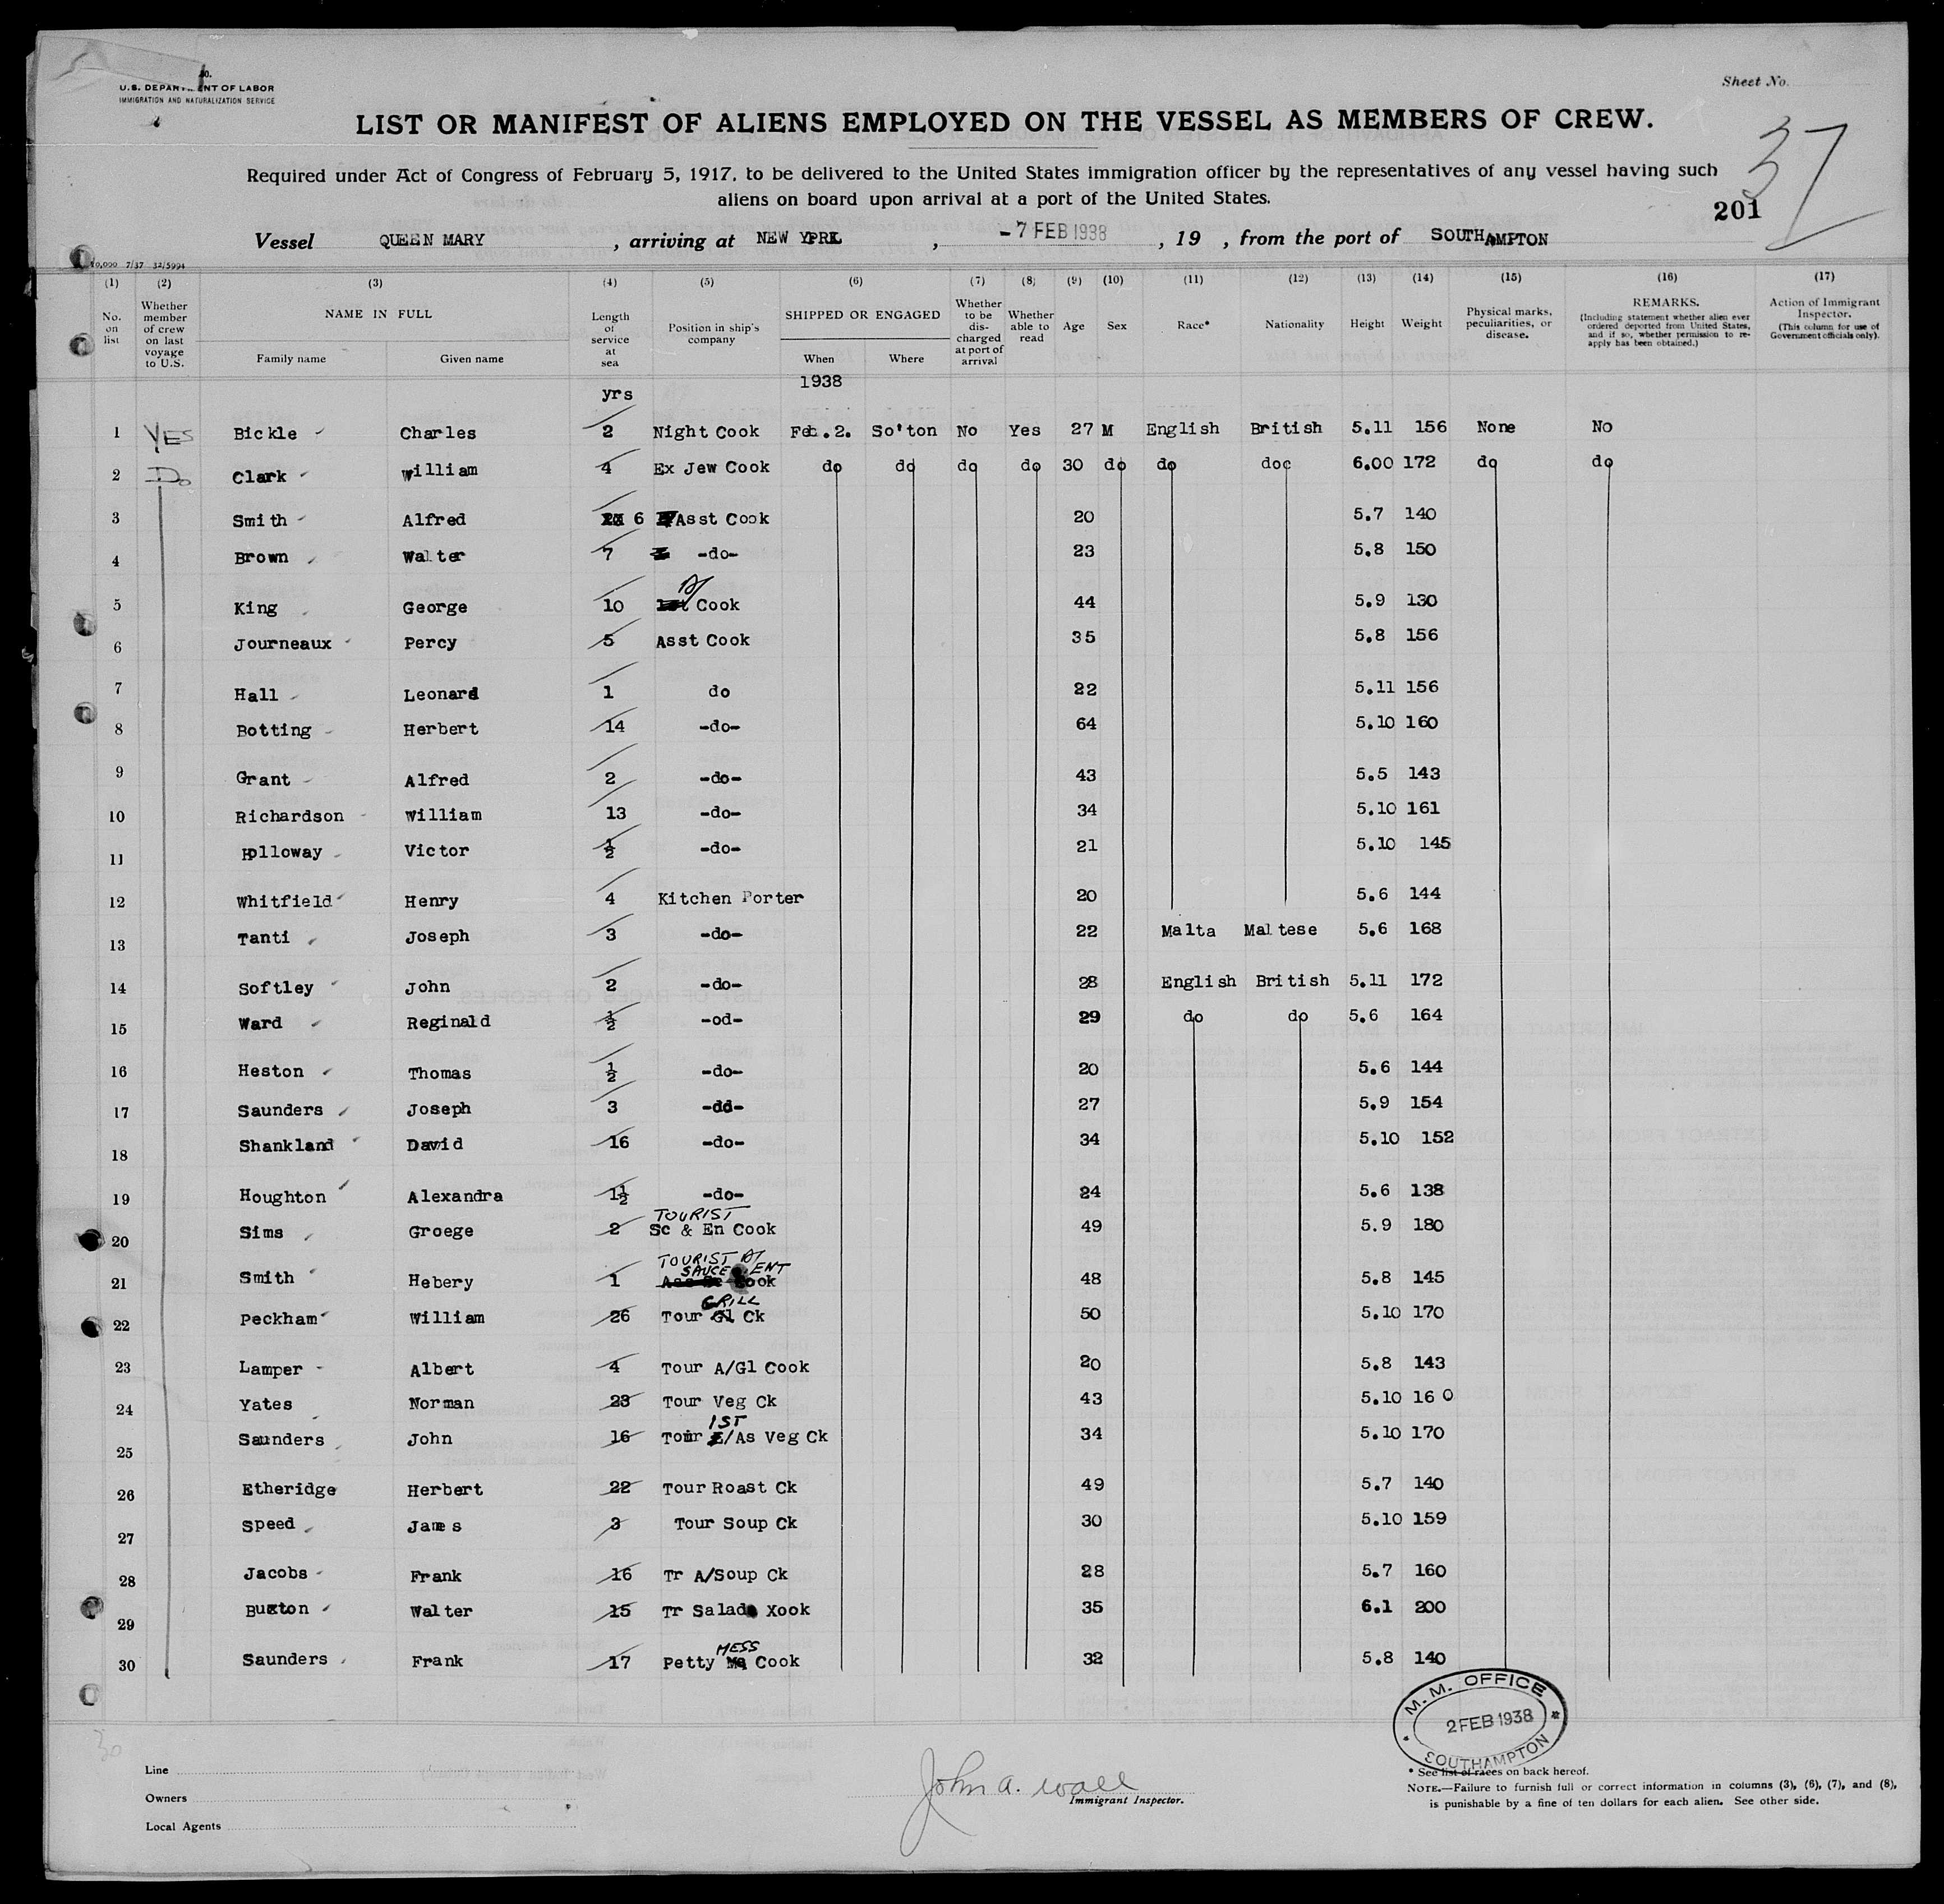 U.S. DEPARTMENT OF LABOR
IMMIGRATION AND NATURALIZATION SERVICE
Sheet No.
LIST OR MANIFEST OF ALIENS EMPLOYED ON THE VESSEL AS MEMBERS OF CREW.
37
Required under Act of Congress of February 5, 1917, to be delivered to the United States immigration officer by the representatives of any vessel having such
aliens on board upon arrival at a port of the United States.
201
Vessel QUEEN MARY , arriving at NEW YPRK , - 7 FEB 1938 , 19 , from the port of SOUTHAMPTON
(1) (2) (3) (4) (5) (6) (7) (8) (9) (10) (11) (12) (13) (14) (15) (16) (17)
No. on list
Whether member of crew on last voyage to U.S.
NAME IN FULL
Family name Given name
Length of service at sea
Position in ship's company
SHIPPED OR ENGAGED
When Where
Whether to be discharged at port of arrival
Whether able to read
Age
Sex
Race*
Nationality
Height
Weight
Physical marks, peculiarities, or disease.
REMARKS.
(Including statement whether alien ever ordered deported from United States, and if so, whether permission to re-apply has been obtained.)
Action of Immigrant Inspector.
(This column for use of Government officials only).
yrs 1938
1 YES Bickle Charles 2 Night Cook Feb.2. So'ton No Yes 27 M English British 5.11 156 None No
2 Do Clark William 4 Ex Jew Cook do do do do 30 do do doc 6.00 172 do do
3 Smith Alfred 6 Asst Cook 20 5.7 140
4 Brown Walter 7 -do- 23 5.8 150
5 King George 10 Cook 44 5.9 130
6 Journeaux Percy 5 Asst Cook 35 5.8 156
7 Hall Leonard 1 do 22 5.11 156
8 Botting Herbert 14 -do- 64 5.10 160
9 Grant Alfred 2 -do- 43 5.5 143
10 Richardson William 13 -do- 34 5.10 161
11 Holloway Victor ½ -do- 21 5.10 145
12 Whitfield Henry 4 Kitchen Porter 20 5.6 144
13 Tanti Joseph 3 -do- 22 Malta Maltese 5.6 168
14 Softley John 2 -do- 28 English British 5.11 172
15 Ward Reginald ½ -od- 29 do do 5.6 164
16 Heston Thomas ½ -do- 20 5.6 144
17 Saunders Joseph 3 -dd- 27 5.9 154
18 Shankland David 16 -do- 34 5.10 152
19 Houghton Alexandra 1½ -do- 24 5.6 138
TOURIST
20 Sims Groege 2 Sc & En Cook 49 5.9 180
TOURIST A/
SAUCE ENT
21 Smith Hebery 1 Cook 48 5.8 145
GRILL
22 Peckham William 26 Tour Gl Ck 50 5.10 170
23 Lamper Albert 4 Tour A/Gl Cook 20 5.8 143
24 Yates Norman 23 Tour Veg Ck 43 5.10 160
1ST
25 Saunders John 16 Tour /As Veg Ck 34 5.10 170
26 Etheridge Herbert 22 Tour Roast Ck 49 5.7 140
27 Speed James 3 Tour Soup Ck 30 5.10 159
28 Jacobs Frank 16 Tr A/Soup Ck 28 5.7 160
29 Buxton Walter 15 Tr Salad Xook 35 6.1 200
MESS
30 Saunders Frank 17 Petty Cook 32 5.8 140
M.M. OFFICE
2 FEB 1938
SOUTHAMPTON
30
Line
Owners
Local Agents
John A. Wall
Immigrant Inspector.
* See list of races on back hereof.
NOTE.—Failure to furnish full or correct information in columns (3), (6), (7), and (8),
is punishable by a fine of ten dollars for each alien. See other side.